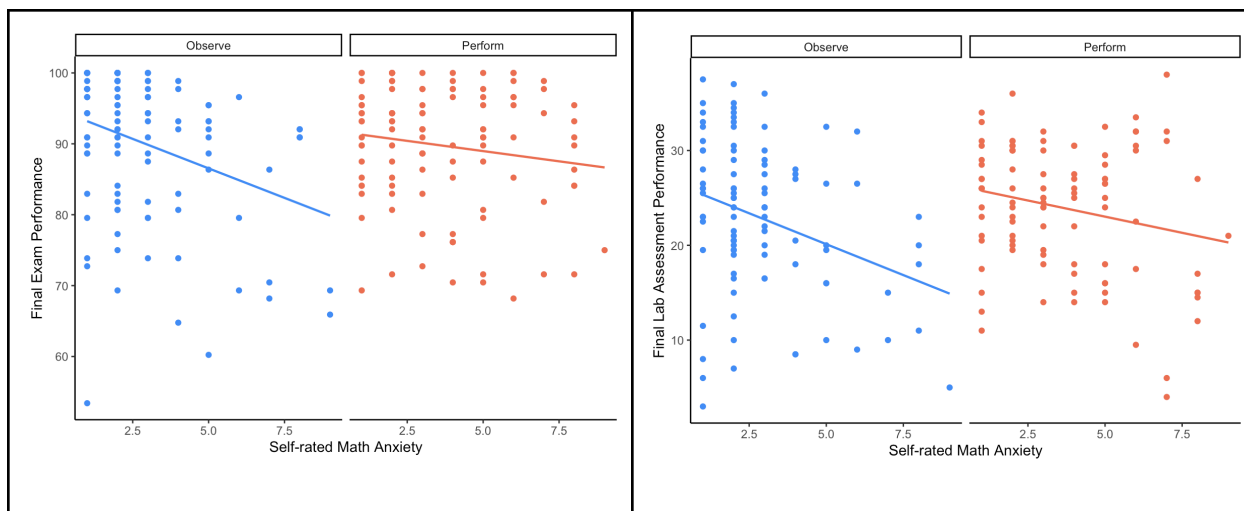 Observe
Perform
100
90
80
70
60
Final Exam Performance
2.5
5.0
7.5
2.5
5.0
7.5
Self-rated Math Anxiety
Observe
Perform
30
20
10
Final Lab Assessment Performance
2.5
5.0
7.5
2.5
5.0
7.5
Self-rated Math Anxiety